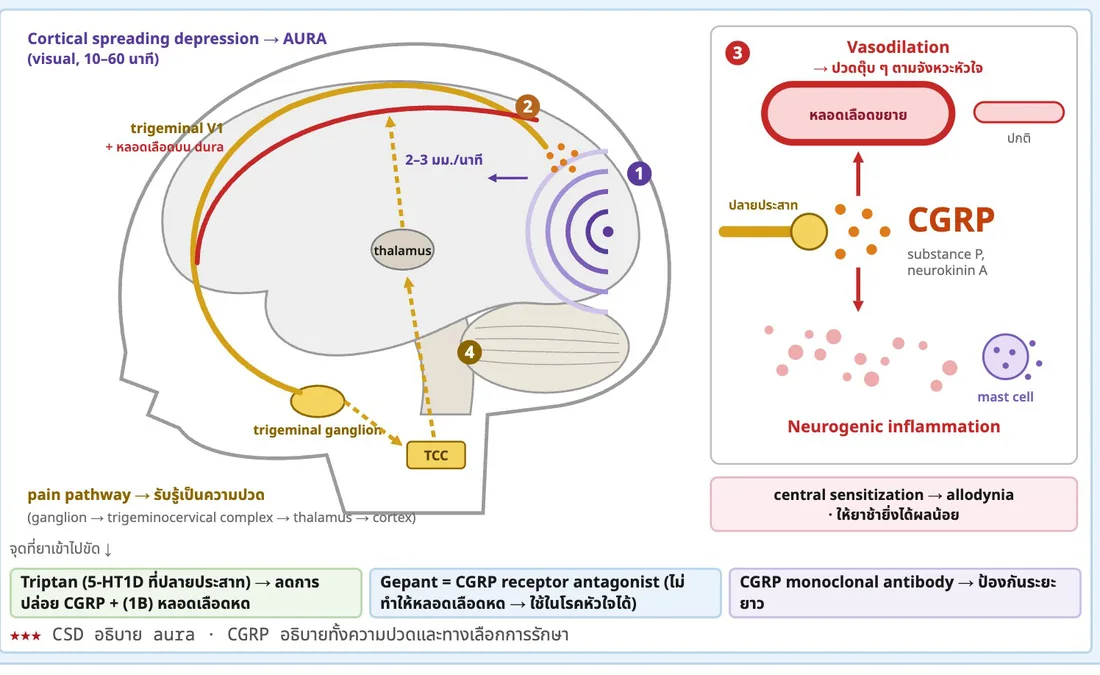 Cortical spreading depression → AURA
(visual, 10–60 นาที)
trigeminal V1
+ หลอดเลือดบน dura
2
2–3 มม./นาที
1
thalamus
4
trigeminal ganglion
TCC
pain pathway → รับรู้เป็นความปวด
(ganglion → trigeminocervical complex → thalamus → cortex)
3
Vasodilation
→ ปวดตุ๊บ ๆ ตามจังหวะหัวใจ
หลอดเลือดขยาย
ปกติ
ปลายประสาท
CGRP
substance P,
neurokinin A
mast cell
Neurogenic inflammation
central sensitization → allodynia
· ให้ยาช้ายิ่งได้ผลน้อย
จุดที่ยาเข้าไปขัด ↓
Triptan (5-HT1D ที่ปลายประสาท) → ลดการ
ปล่อย CGRP + (1B) หลอดเลือดหด
Gepant = CGRP receptor antagonist (ไม่
ทำให้หลอดเลือดหด → ใช้ในโรคหัวใจได้)
CGRP monoclonal antibody → ป้องกันระยะ
ยาว
★★★ CSD อธิบาย aura · CGRP อธิบายทั้งความปวดและทางเลือกการรักษา